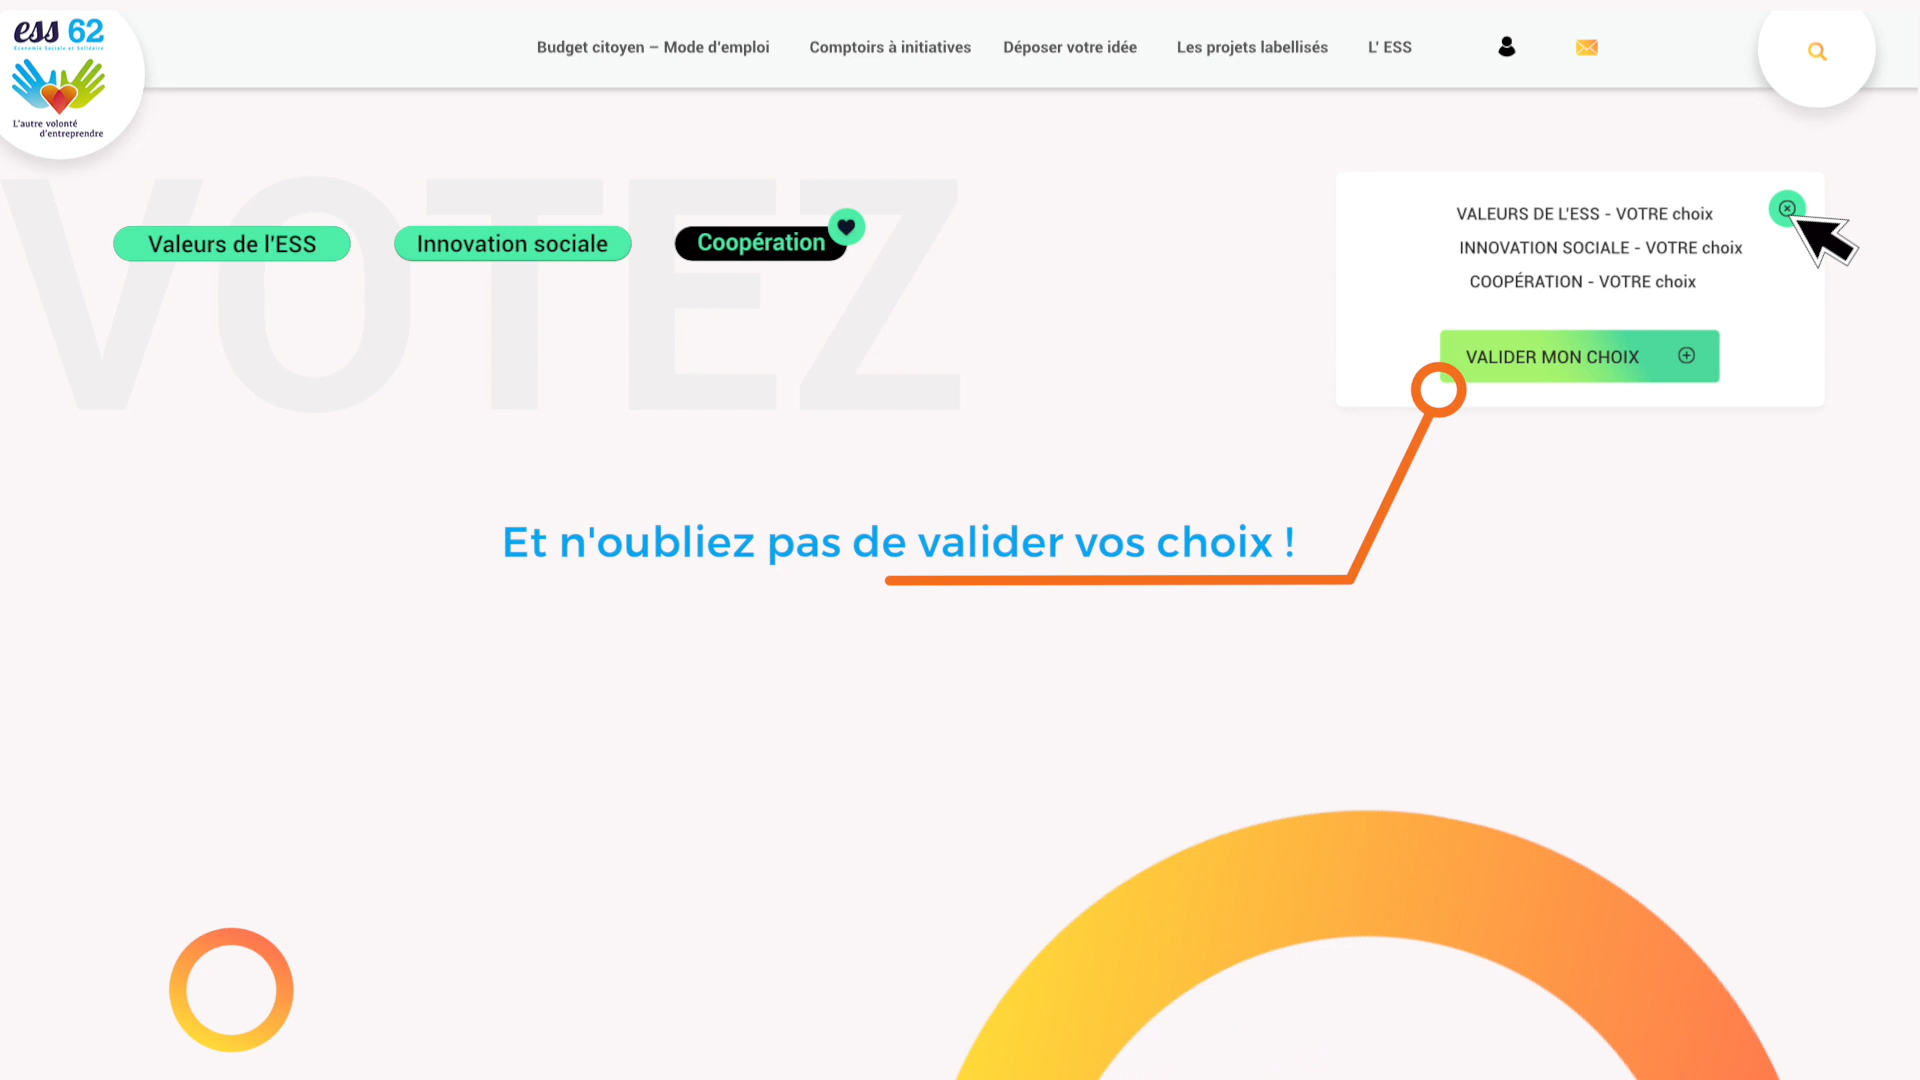 ess 62
Economie Sociale et Solidaire
L'autre volonté
d'entreprendre
Budget citoyen – Mode d'emploi
Comptoirs à initiatives
Déposer votre idée
Les projets labellisés
L' ESS
VOTEZ
Valeurs de l'ESS
Innovation sociale
Coopération
VALEURS DE L'ESS - VOTRE choix
INNOVATION SOCIALE - VOTRE choix
COOPÉRATION - VOTRE choix
VALIDER MON CHOIX
Et n'oubliez pas de valider vos choix !